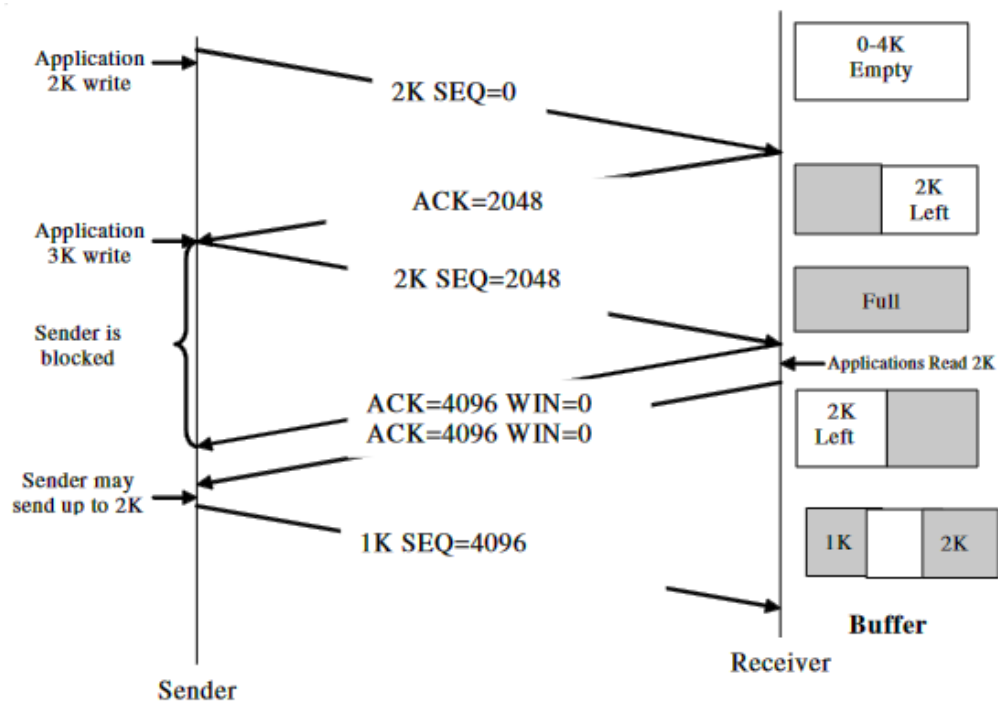 Application
2K write
0-4K
Empty
2K SEQ=0
ACK=2048
2K
Left
Application
3K write
2K SEQ=2048
Full
Sender is
blocked
Applications Read 2K
ACK=4096 WIN=0
ACK=4096 WIN=0
2K
Left
Sender may
send up to 2K
1K SEQ=4096
1K
2K
Buffer
Receiver
Sender